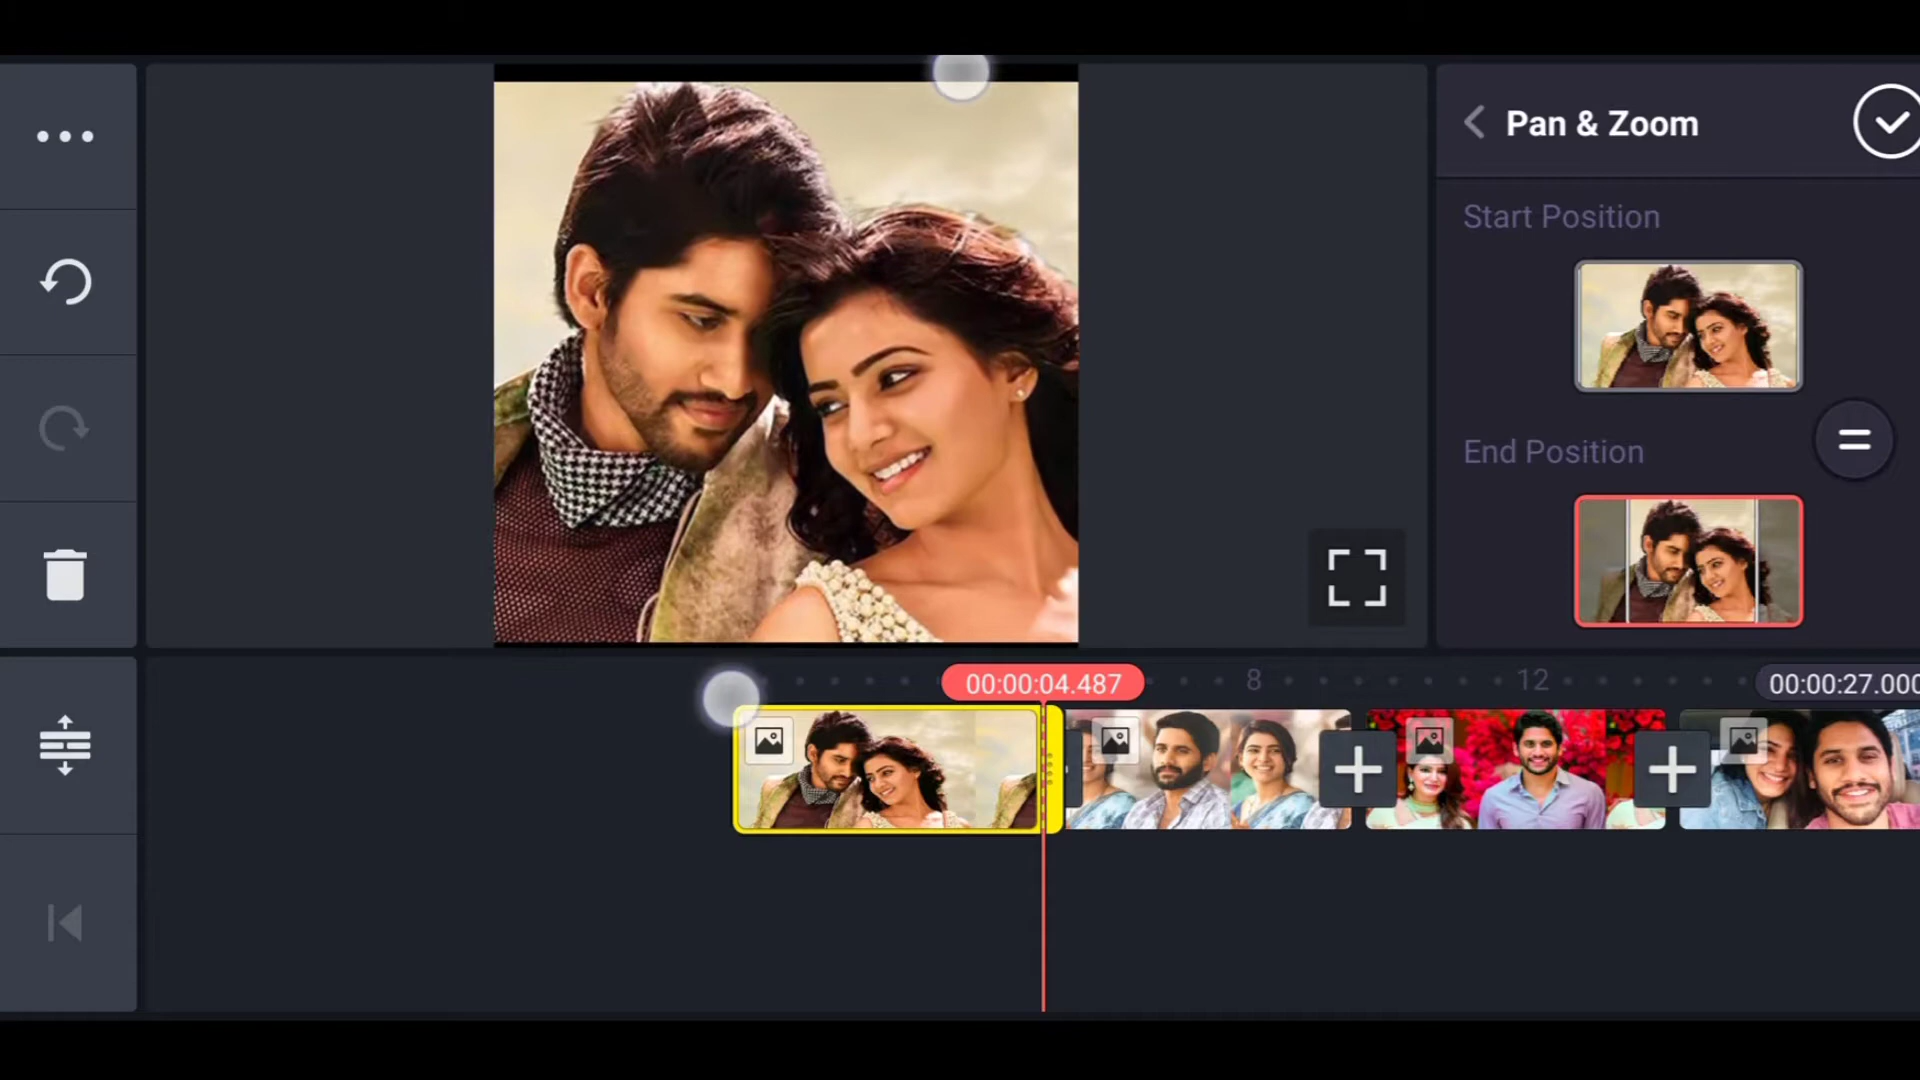 Pan & Zoom
Start Position
End Position
00:00:04.487
8
12
00:00:27.000